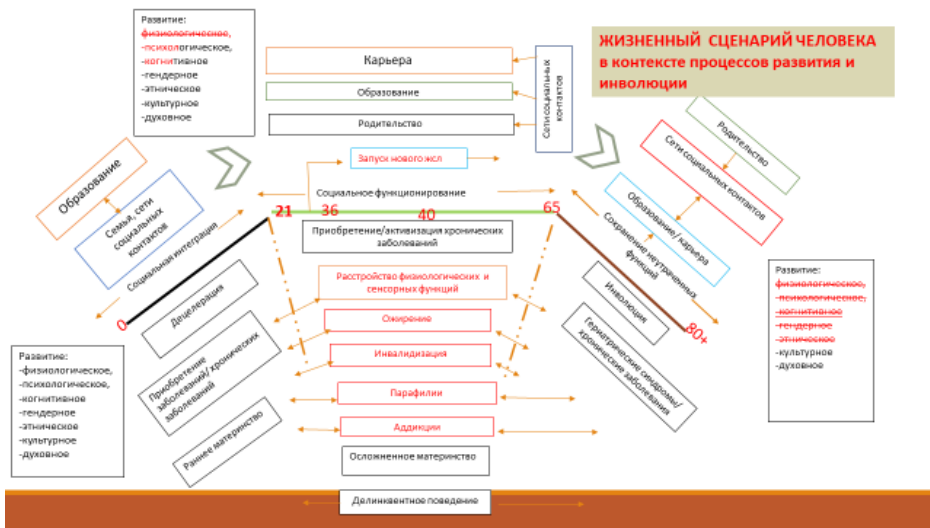 Развитие:
физиологическое,
-психологическое,
-когнитивное
-гендерное
-этническое
-культурное
-духовное
Карьера
Образование
Родительство
Сети социальных
контактов
ЖИЗНЕННЫЙ СЦЕНАРИЙ ЧЕЛОВЕКА
в контексте процессов развития и
инволюции
Образование
Семья, сети
социальных
контактов
Социальная интеграция
Запуск нового жсл
Социальное функционирование
Родительство
Сети социальных контактов
Образование/ карьера
Сохранение неутраченных
функций
0
21
36
40
65
80+
Приобретение/активизация хронических
заболеваний
Расстройство физиологических и
сенсорных функций
Ожирение
Инвалидизация
Парафилии
Аддикции
Осложненное материнство
Делинквентное поведение
Децелерация
Приобретение
заболеваний/хронических
заболеваний
Раннее материнство
Инволюция
Гериатрические синдромы/
хронические заболевания
Развитие:
-физиологическое,
-психологическое,
-когнитивное
-гендерное
-этническое
-культурное
-духовное
Развитие:
-физиологическое,
-психологическое,
-когнитивное
-гендерное
-этническое
-культурное
-духовное